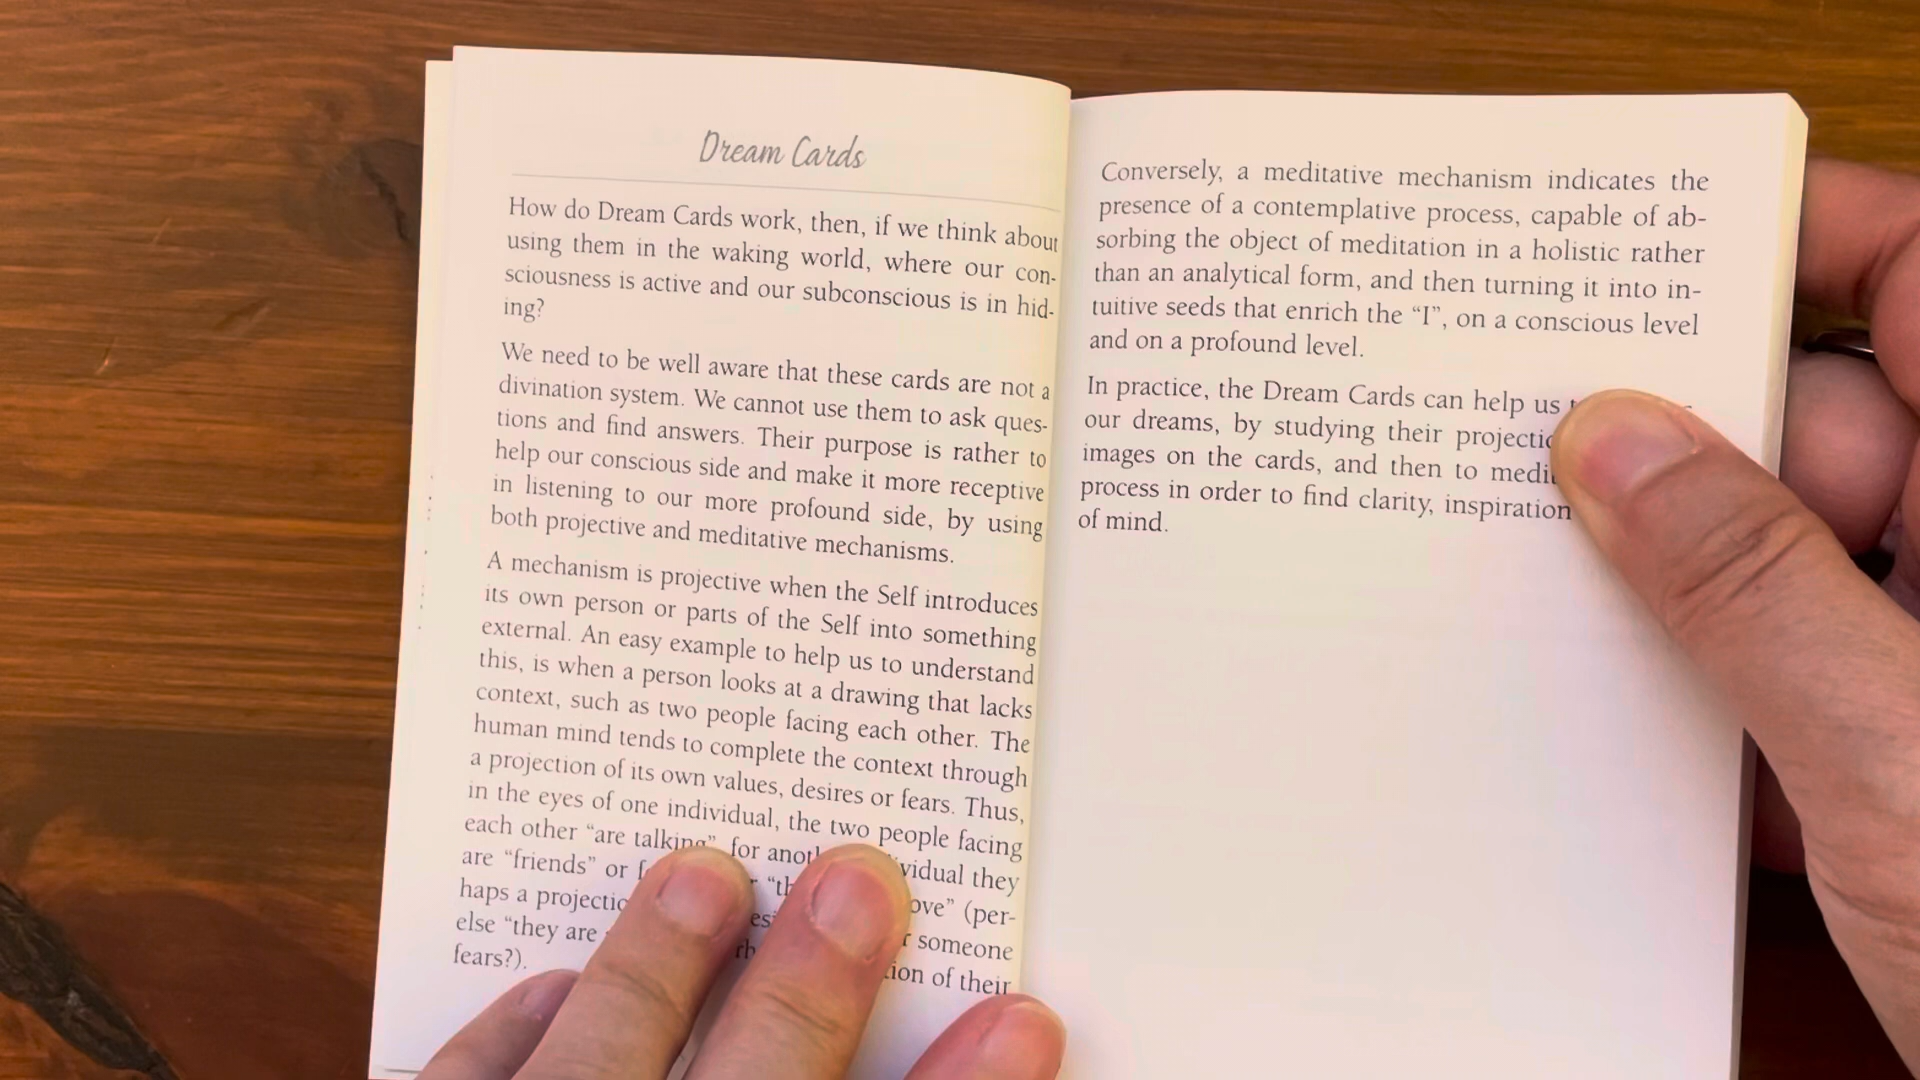 Dream Cards
How do Dream Cards work, then, if we think about
using them in the waking world, where our con-
sciousness is active and our subconscious is in hid-
ing?
We need to be well aware that these cards are not a
divination system. We cannot use them to ask ques-
tions and find answers. Their purpose is rather to
help our conscious side and make it more receptive
in listening to our more profound side, by using
both projective and meditative mechanisms.
A mechanism is projective when the Self introduces
its own person or parts of the Self into something
external. An easy example to help us to understand
this, is when a person looks at a drawing that lacks
context, such as two people facing each other. The
human mind tends to complete the context through
a projection of its own values, desires or fears. Thus,
in the eyes of one individual, the two people facing
each other “are talking”, for they
are “friends” or (per-
haps a someone
else “they are of their
fears?).
Conversely, a meditative mechanism indicates the
presence of a contemplative process, capable of ab-
sorbing the object of meditation in a holistic rather
than an analytical form, and then turning it into in-
tuitive seeds that enrich the “I”, on a conscious level
and on a profound level.
In practice, the Dream Cards can help us
our dreams, by studying their
images on the cards, and then to
process in order to find clarity, inspiration
of mind.